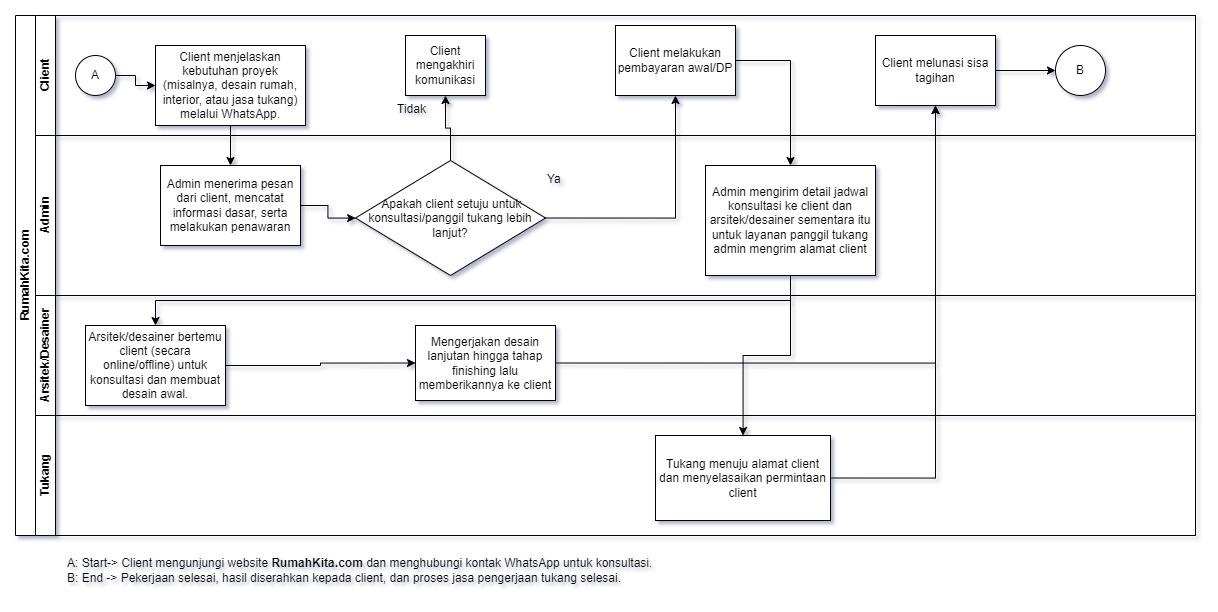 RumahKita.com
Client
A
Client menjelaskan
kebutuhan proyek
(misalnya, desain rumah,
interior, atau jasa tukang)
melalui WhatsApp.
Client
mengakhiri
komunikasi
Tidak
Client melakukan
pembayaran awal/DP
Client melunasi sisa
tagihan
B
Admin
Admin menerima pesan
dari client, mencatat
informasi dasar, serta
melakukan penawaran
Apakah client setuju untuk
konsultasi/panggil tukang lebih
lanjut?
Ya
Admin mengirim detail jadwal
konsultasi ke client dan
arsitek/desainer sementara itu
untuk layanan panggil tukang
admin mengrim alamat client
Arsitek/Desainer
Arsitek/desainer bertemu
client (secara
online/offline) untuk
konsultasi dan membuat
desain awal.
Mengerjakan desain
lanjutan hingga tahap
finishing lalu
memberikannya ke client
Tukang
Tukang menuju alamat client
dan menyelasaikan permintaan
client
A: Start-> Client mengunjungi website RumahKita.com dan menghubungi kontak WhatsApp untuk konsultasi.
B: End -> Pekerjaan selesai, hasil diserahkan kepada client, dan proses jasa pengerjaan tukang selesai.